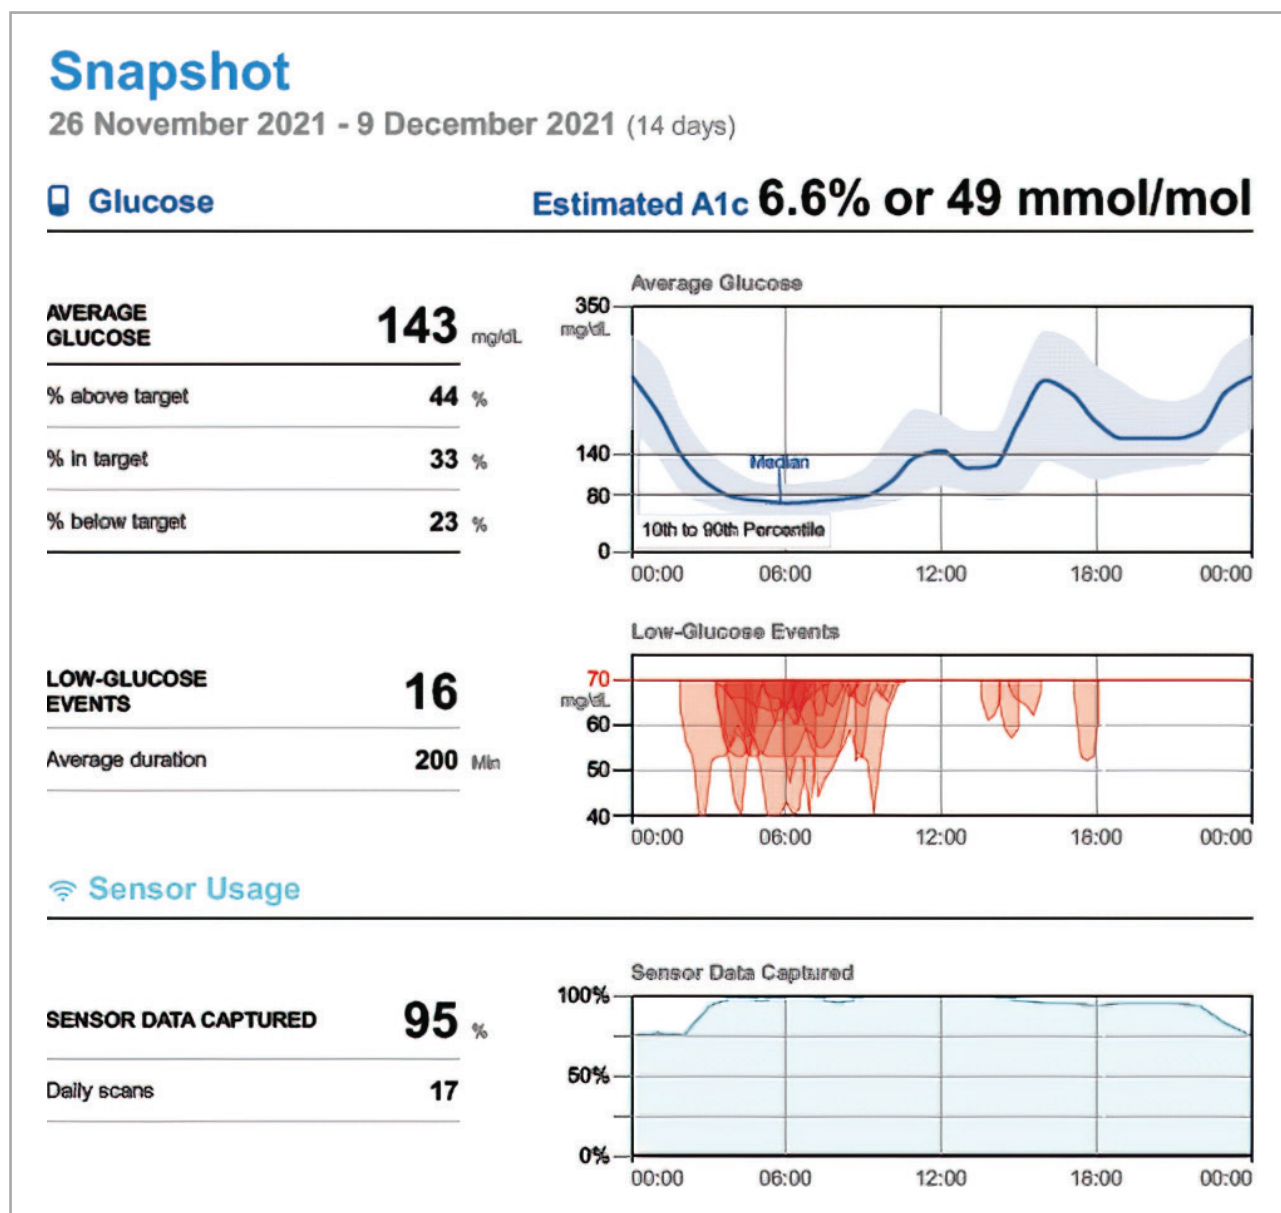 Snapshot
26 November 2021 - 9 December 2021 (14 days)
Glucose
Estimated A1c 6.6% or 49 mmol/mol
AVERAGE
GLUCOSE
143 mg/dL
% above target 44 %
% in target 33 %
% below target 23 %
Average Glucose
350
mg/dL
140
80
0
Median
10th to 90th Percentile
00:00 06:00 12:00 18:00 00:00
LOW-GLUCOSE
EVENTS
16
Average duration 200 Min
Low-Glucose Events
70
mg/dL
60
50
40
00:00 06:00 12:00 18:00 00:00
Sensor Usage
SENSOR DATA CAPTURED 95 %
Daily scans 17
Sensor Data Captured
100%
50%
0%
00:00 06:00 12:00 18:00 00:00